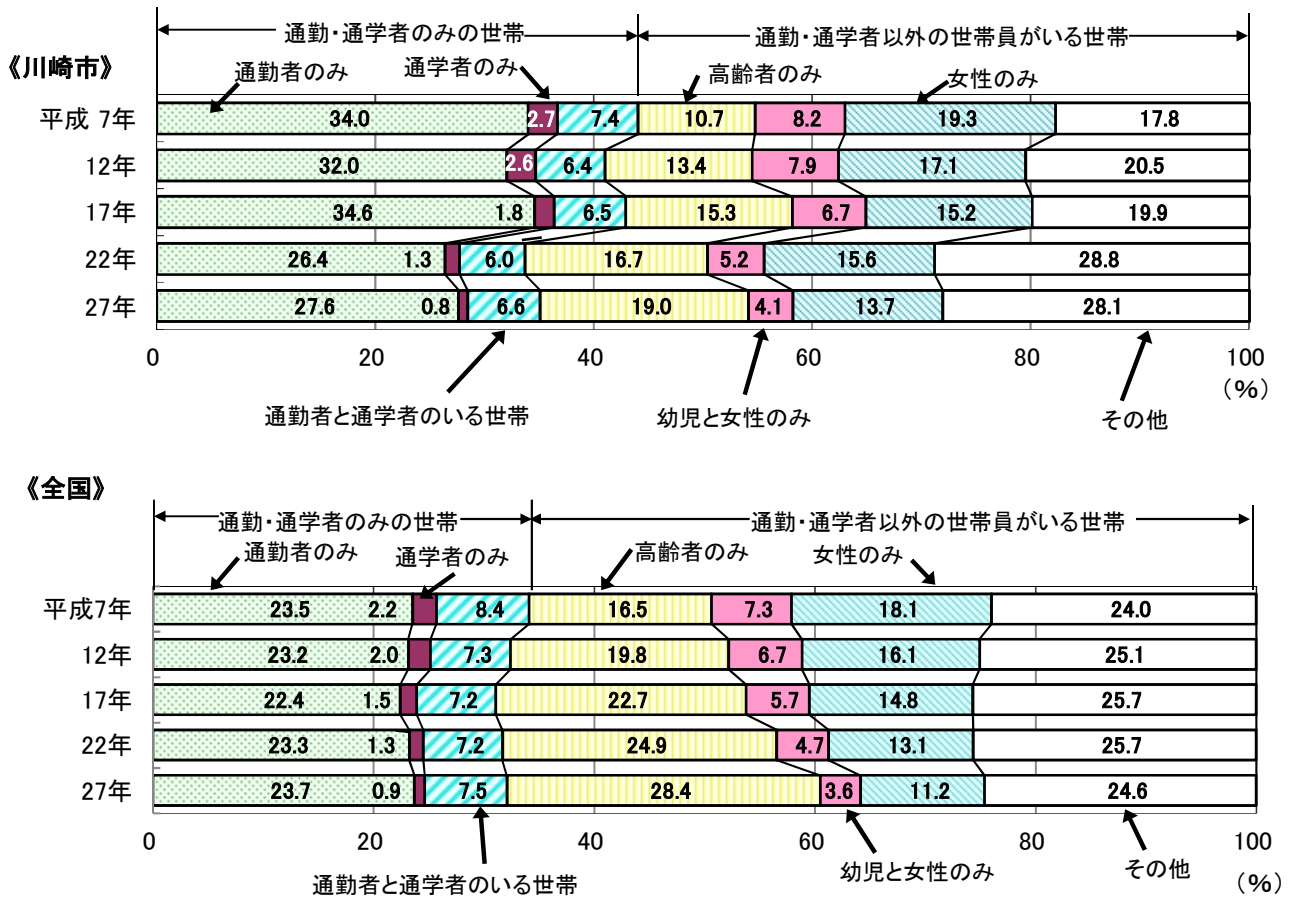 通勤・通学者のみの世帯 通勤・通学者以外の世帯員がいる世帯
《川崎市》
通勤者のみ 通学者のみ 高齢者のみ 女性のみ
平成 7年 34.0 2.7 7.4 10.7 8.2 19.3 17.8
12年 32.0 2.6 6.4 13.4 7.9 17.1 20.5
17年 34.6 1.8 6.5 15.3 6.7 15.2 19.9
22年 26.4 1.3 6.0 16.7 5.2 15.6 28.8
27年 27.6 0.8 6.6 19.0 4.1 13.7 28.1
0 20 40 60 80 100
(%)
通勤者と通学者のいる世帯 幼児と女性のみ その他
《全国》
通勤・通学者のみの世帯 通勤・通学者以外の世帯員がいる世帯
通勤者のみ 通学者のみ 高齢者のみ 女性のみ
平成7年 23.5 2.2 8.4 16.5 7.3 18.1 24.0
12年 23.2 2.0 7.3 19.8 6.7 16.1 25.1
17年 22.4 1.5 7.2 22.7 5.7 14.8 25.7
22年 23.3 1.3 7.2 24.9 4.7 13.1 25.7
27年 23.7 0.9 7.5 28.4 3.6 11.2 24.6
0 20 40 60 80 100
通勤者と通学者のいる世帯 幼児と女性のみ その他
(%)